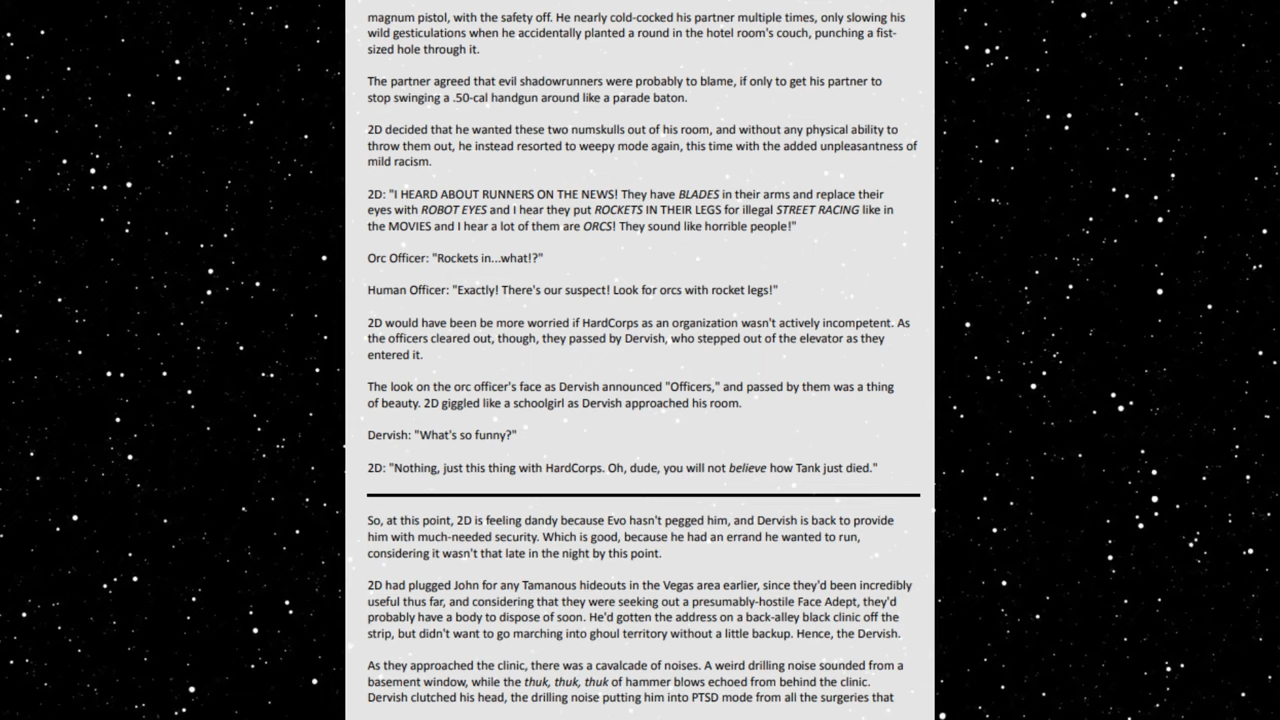 magnum pistol, with the safety off. He nearly cold-cocked his partner multiple times, only slowing his
wild gesticulations when he accidentally planted a round in the hotel room's couch, punching a fist-
sized hole through it.
The partner agreed that evil shadowrunners were probably to blame, if only to get his partner to
stop swinging a .50-cal handgun around like a parade baton.
2D decided that he wanted these two numskulls out of his room, and without any physical ability to
throw them out, he instead resorted to weepy mode again, this time with the added unpleasantness of
mild racism.
2D: "I HEARD ABOUT RUNNERS ON THE NEWS! They have BLADES in their arms and replace their
eyes with ROBOT EYES and I hear they put ROCKETS IN THEIR LEGS for illegal STREET RACING like in
the MOVIES and I hear a lot of them are ORCS! They sound like horrible people!"
Orc Officer: "Rockets in...what!?"
Human Officer: "Exactly! There's our suspect! Look for orcs with rocket legs!"
2D would have been be more worried if HardCorps as an organization wasn't actively incompetent. As
the officers cleared out, though, they passed by Dervish, who stepped out of the elevator as they
entered it.
The look on the orc officer's face as Dervish announced "Officers," and passed by them was a thing
of beauty. 2D giggled like a schoolgirl as Dervish approached his room.
Dervish: "What's so funny?"
2D: "Nothing, just this thing with HardCorps. Oh, dude, you will not believe how Tank just died."
So, at this point, 2D is feeling dandy because Evo hasn't pegged him, and Dervish is back to provide
him with much-needed security. Which is good, because he had an errand he wanted to run,
considering it wasn't that late in the night by this point.
2D had plugged John for any Tamanous hideouts in the Vegas area earlier, since they'd been incredibly
useful thus far, and considering that they were seeking out a presumably-hostile Face Adept, they'd
probably have a body to dispose of soon. He'd gotten the address on a back-alley black clinic off the
strip, but didn't want to go marching into ghoul territory without a little backup. Hence, the Dervish.
As they approached the clinic, there was a cavalcade of noises. A weird drilling noise sounded from a
basement window, while the thuk, thuk, thuk of hammer blows echoed from behind the clinic.
Dervish clutched his head, the drilling noise putting him into PTSD mode from all the surgeries that